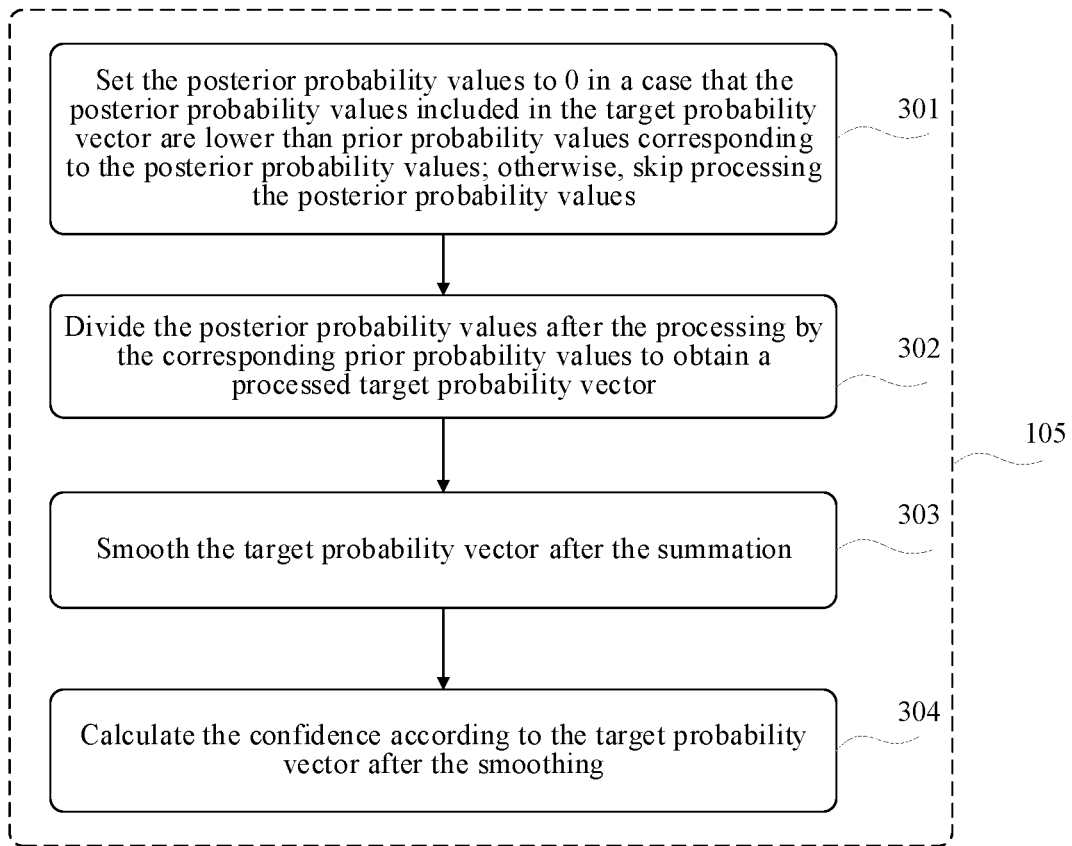 Set the posterior probability values to 0 in a case that the
posterior probability values included in the target probability
vector are lower than prior probability values corresponding
to the posterior probability values; otherwise, skip processing
the posterior probability values
301
Divide the posterior probability values after the processing by
the corresponding prior probability values to obtain a
processed target probability vector
302
105
Smooth the target probability vector after the summation
303
Calculate the confidence according to the target probability
vector after the smoothing
304